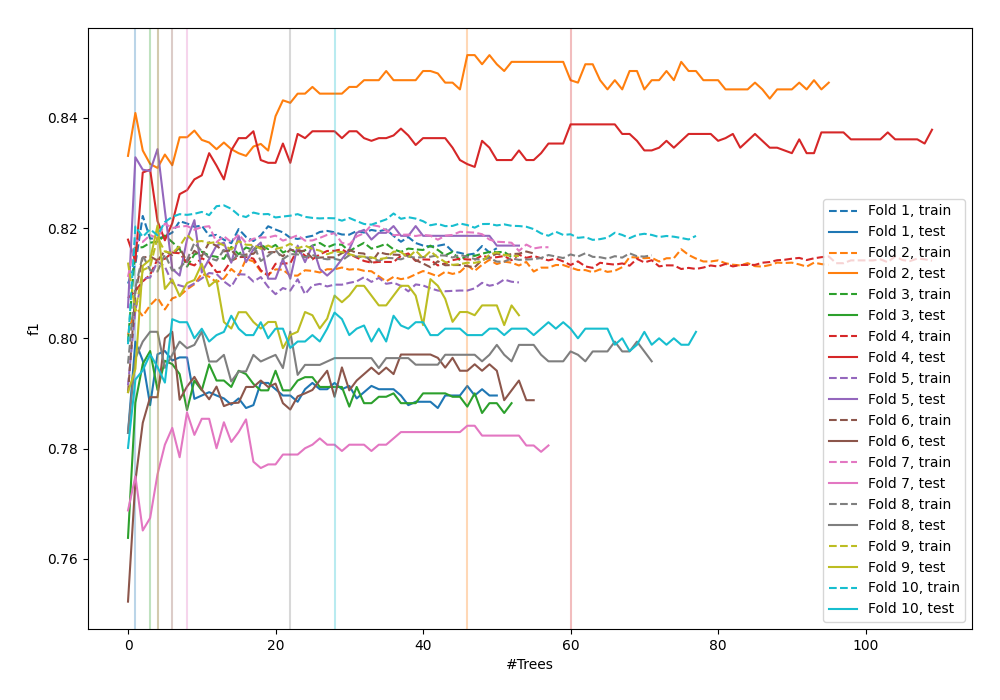 0.84
0.82
0.80
0.78
0.76
f1
0
20
40
60
80
100
#Trees
Fold 1, train
Fold 1, test
Fold 2, train
Fold 2, test
Fold 3, train
Fold 3, test
Fold 4, train
Fold 4, test
Fold 5, train
Fold 5, test
Fold 6, train
Fold 6, test
Fold 7, train
Fold 7, test
Fold 8, train
Fold 8, test
Fold 9, train
Fold 9, test
Fold 10, train
Fold 10, test